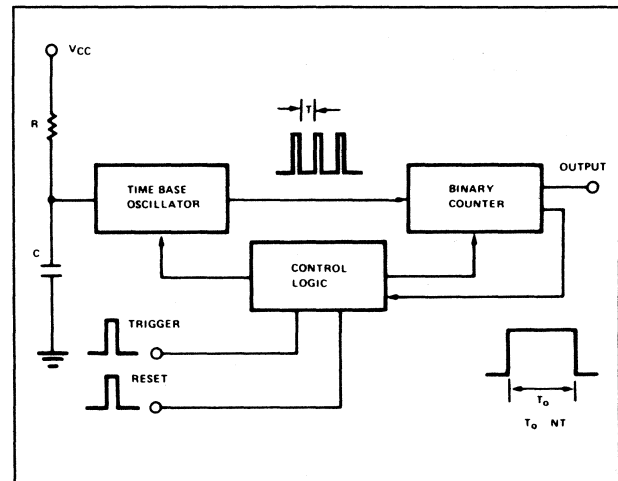 VCC
R
T
TIME BASE
OSCILLATOR
BINARY
COUNTER
OUTPUT
C
CONTROL
LOGIC
TRIGGER
RESET
To
To NT